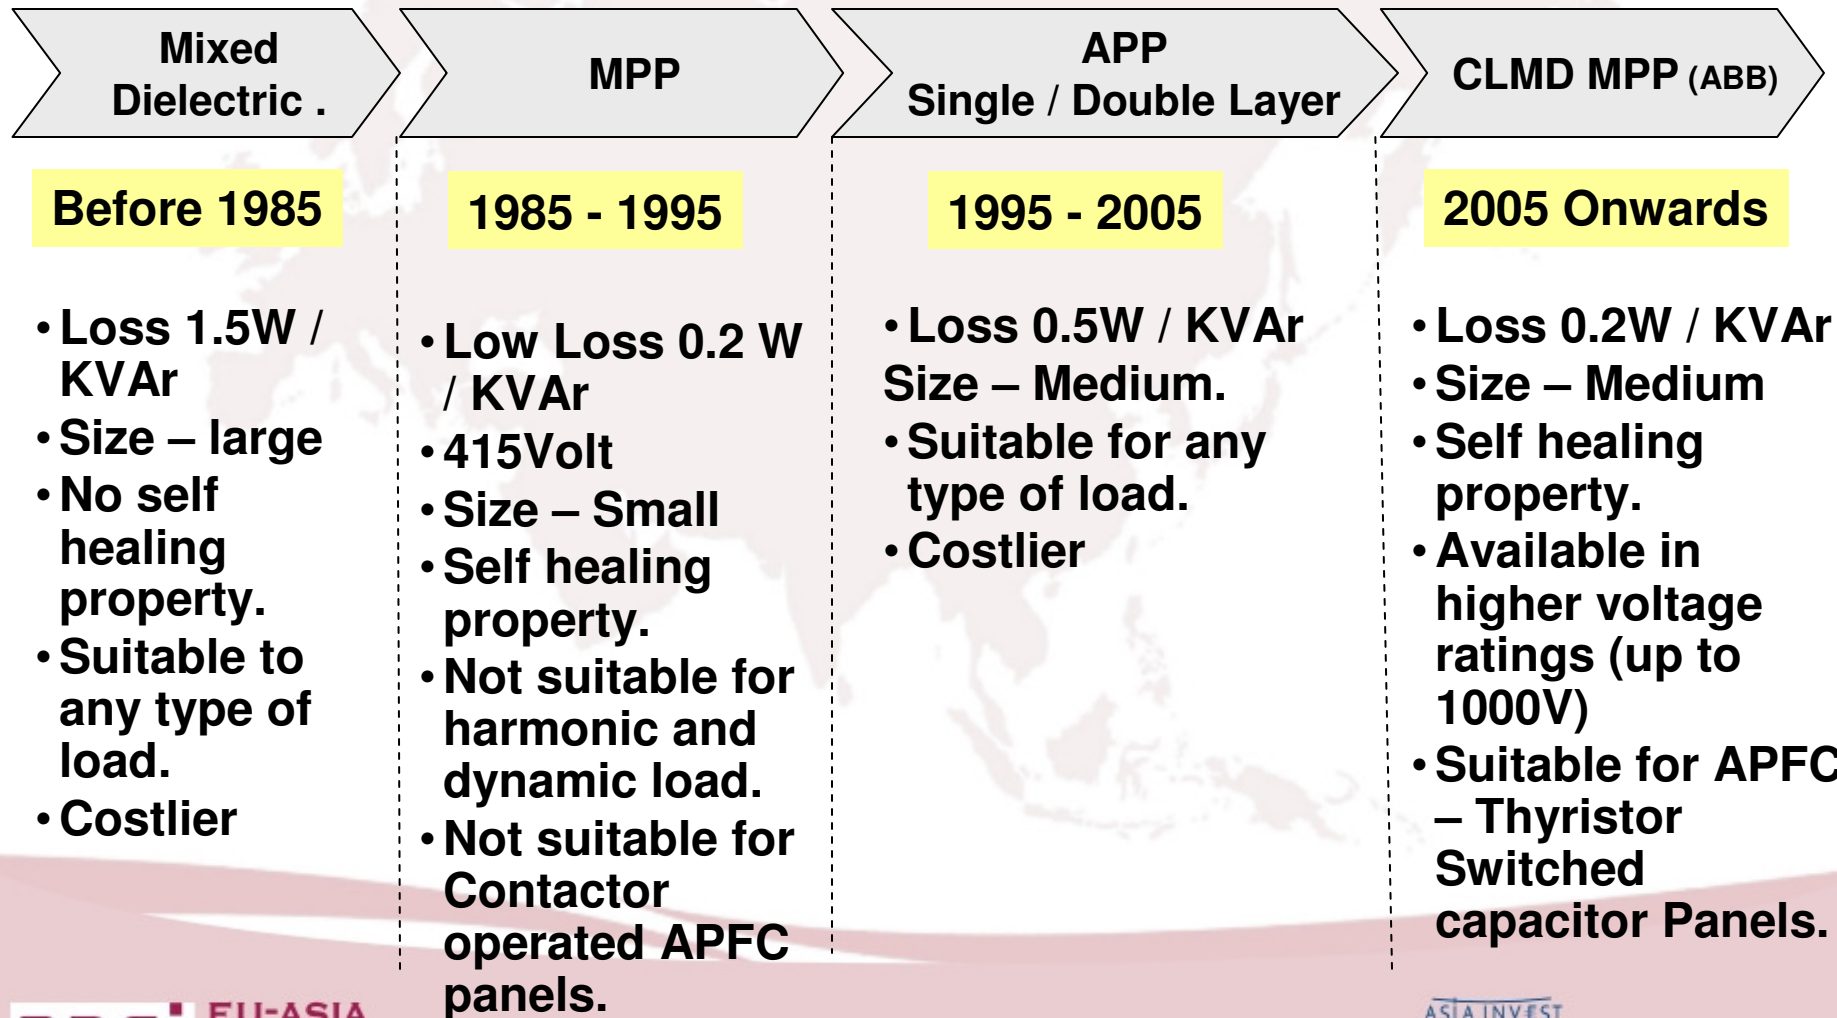 Mixed
Dielectric .
MPP
APP
Single / Double Layer
CLMD MPP (ABB)
Before 1985
1985 - 1995
1995 - 2005
2005 Onwards
• Loss 1.5W /
KVAr
• Size – large
• No self
healing
property.
• Suitable to
any type of
load.
• Costlier
• Low Loss 0.2 W
/ KVAr
• 415Volt
• Size – Small
• Self healing
property.
• Not suitable for
harmonic and
dynamic load.
• Not suitable for
Contactor
operated APFC
panels.
• Loss 0.5W / KVAr
Size – Medium.
• Suitable for any
type of load.
• Costlier
• Loss 0.2W / KVAr
• Size – Medium
• Self healing
property.
• Available in
higher voltage
ratings (up to
1000V)
• Suitable for APFC
– Thyristor
Switched
capacitor Panels.
EU-ASIA
ASIA INVEST